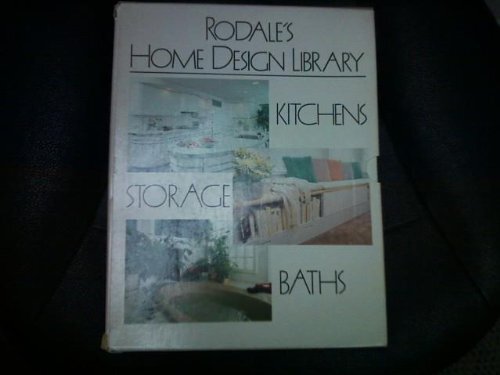 RODALE'S
HOME DESIGN LIBRARY
KITCHENS
STORAGE
BATHS